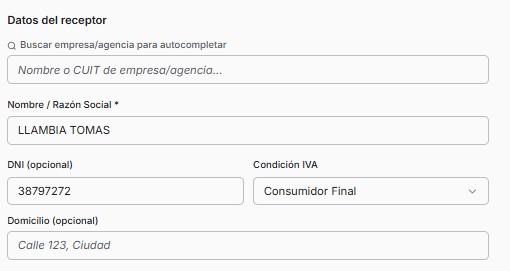 Datos del receptor
Buscar empresa/agencia para autocompletar
Nombre o CUIT de empresa/agencia...
Nombre / Razón Social *
LLAMBIA TOMAS
DNI (opcional)
Condición IVA
38797272
Consumidor Final
Domicilio (opcional)
Calle 123, Ciudad